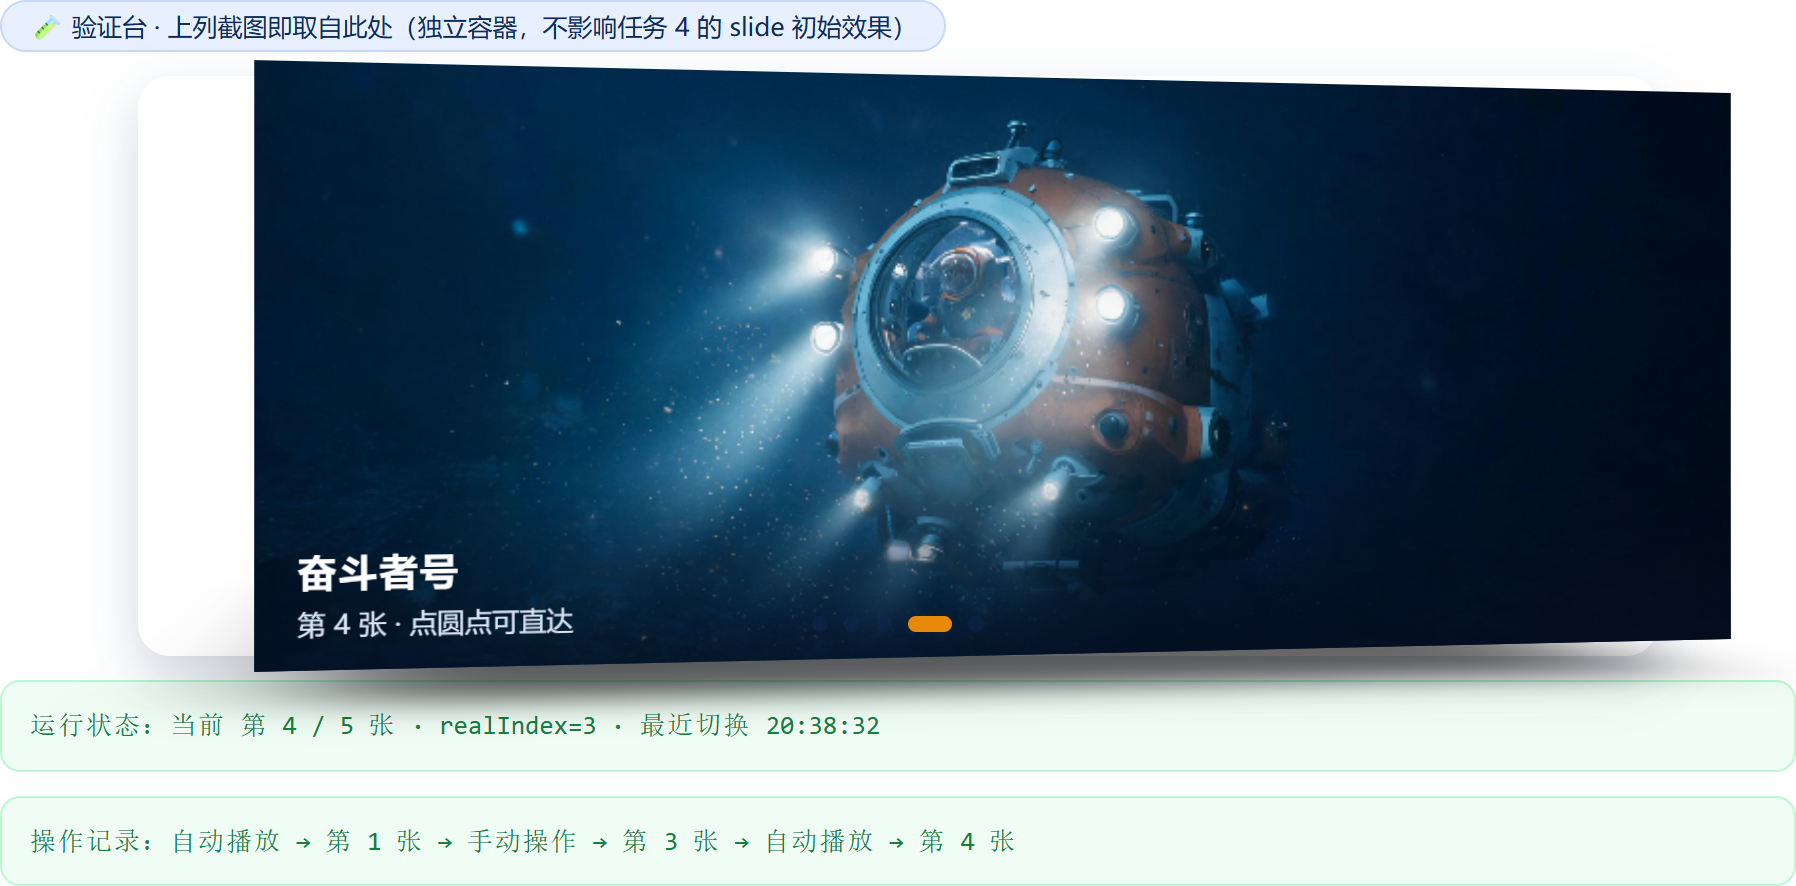 验证台 · 上列截图即取自此处（独立容器，不影响任务 4 的 slide 初始效果）
奋斗者号
第 4 张 · 点圆点可直达
运行状态：当前 第 4 / 5 张 · realIndex=3 · 最近切换 20:38:32
操作记录：自动播放 → 第 1 张 → 手动操作 → 第 3 张 → 自动播放 → 第 4 张